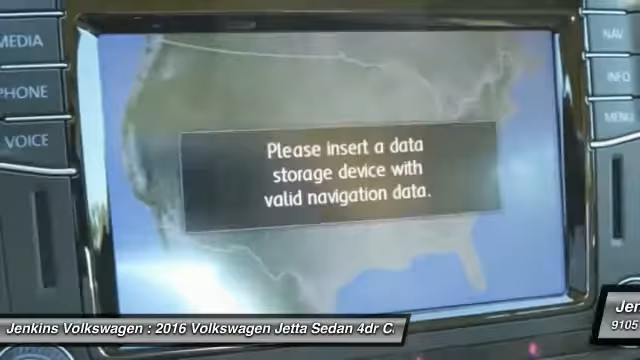 MEDIA
PHONE
VOICE
Please insert a data
storage device with
valid navigation data.
NAV
INFO
MENU
Jenkins Volkswagen : 2016 Volkswagen Jetta Sedan 4dr C.
Jen
9105